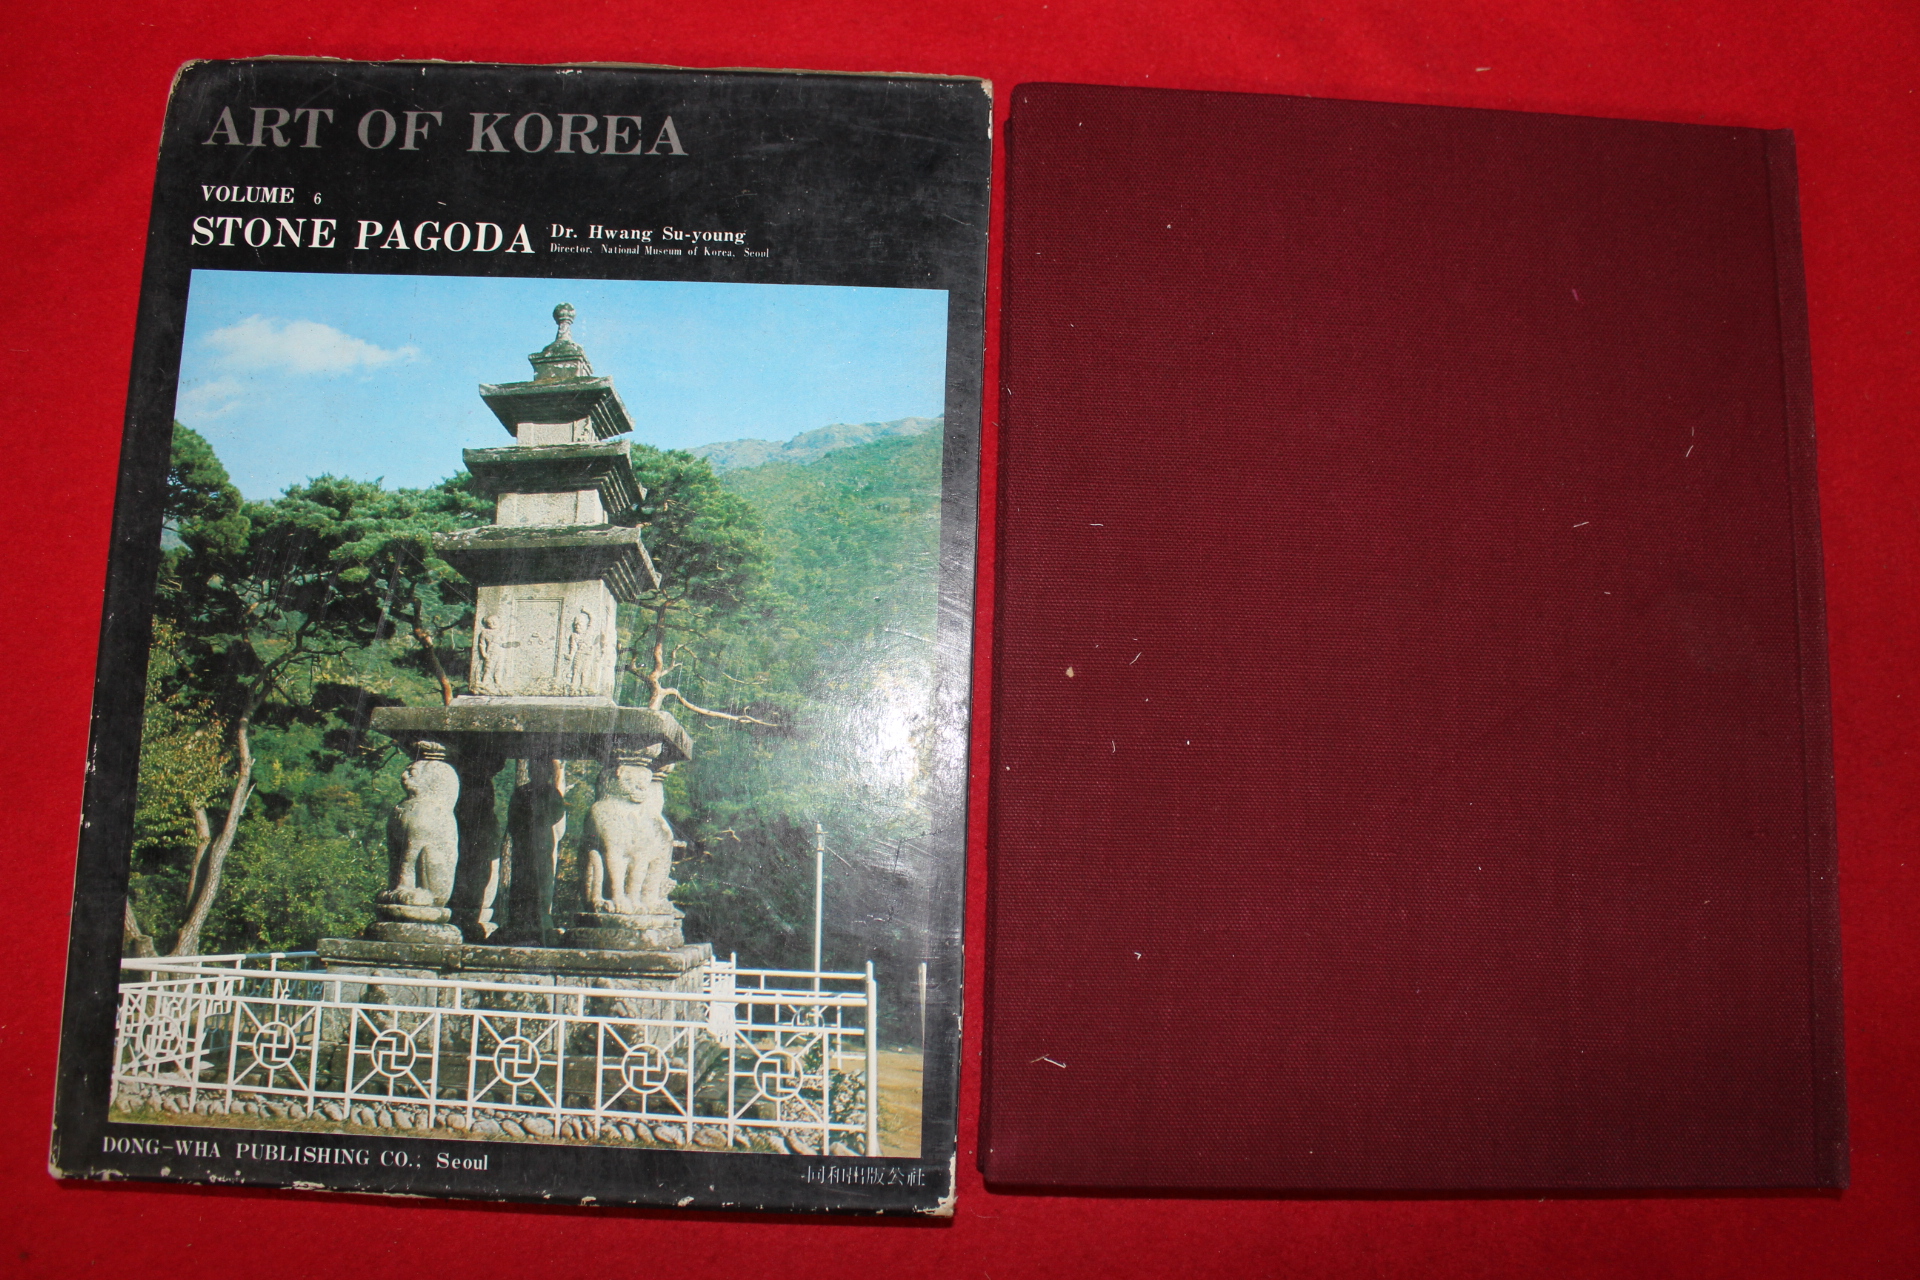 ART OF KOREA
VOLUME 6
STONE PAGODA Dr. Hwang Su-young
Director, National Museum of Korea, Seoul
DONG-WHA PUBLISHING CO.; Seoul
同和出版公社